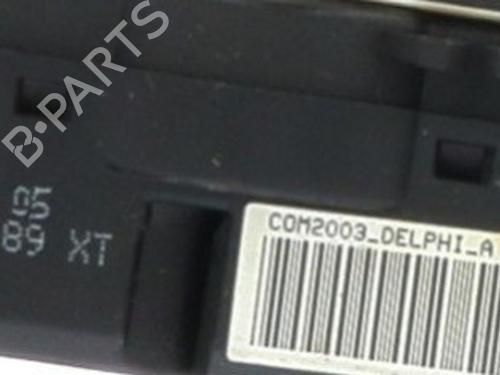 B-PARTS
05
89 XT
COM2003_DELPHI_A